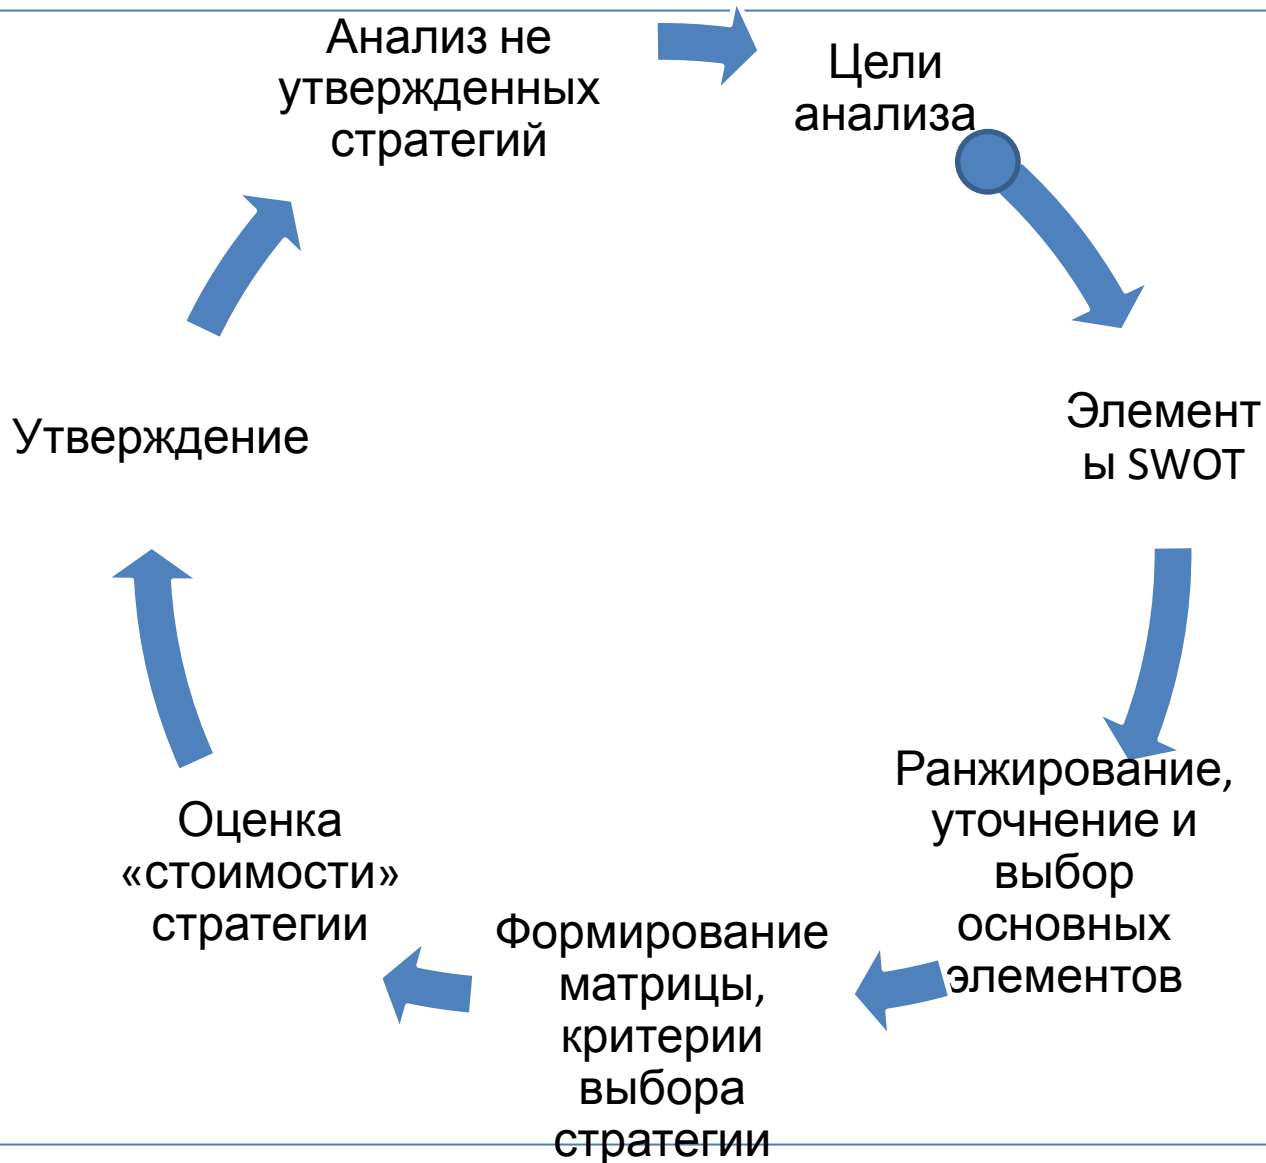 Анализ не
утвержденных
стратегий
Цели
анализа
Элемент
ы SWOT
Ранжирование,
уточнение и
выбор
основных
элементов
Формирование
матрицы,
критерии
выбора
стратегии
Оценка
«стоимости»
стратегии
Утверждение